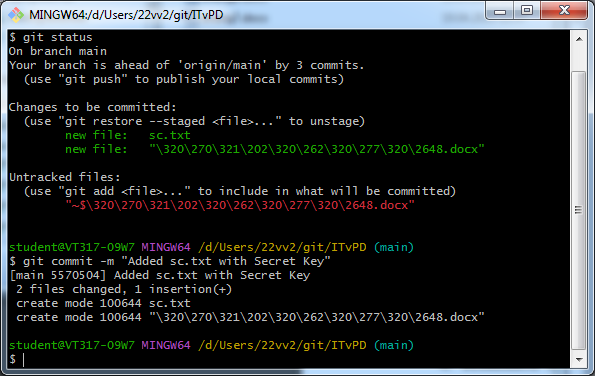 MINGW64:/d/Users/22vv2/git/ITvPD
$ git status
On branch main
Your branch is ahead of 'origin/main' by 3 commits.
  (use "git push" to publish your local commits)

Changes to be committed:
  (use "git restore --staged <file>..." to unstage)
        new file:   sc.txt
        new file:   "\320\270\321\202\320\262\320\277\320\2648.docx"

Untracked files:
  (use "git add <file>..." to include in what will be committed)
        "~$\320\270\321\202\320\262\320\277\320\2648.docx"

student@VT317-09W7 MINGW64 /d/Users/22vv2/git/ITvPD (main)
$ git commit -m "Added sc.txt with Secret Key"
[main 5570504] Added sc.txt with Secret Key
 2 files changed, 1 insertion(+)
 create mode 100644 sc.txt
 create mode 100644 "\320\270\321\202\320\262\320\277\320\2648.docx"

student@VT317-09W7 MINGW64 /d/Users/22vv2/git/ITvPD (main)
$